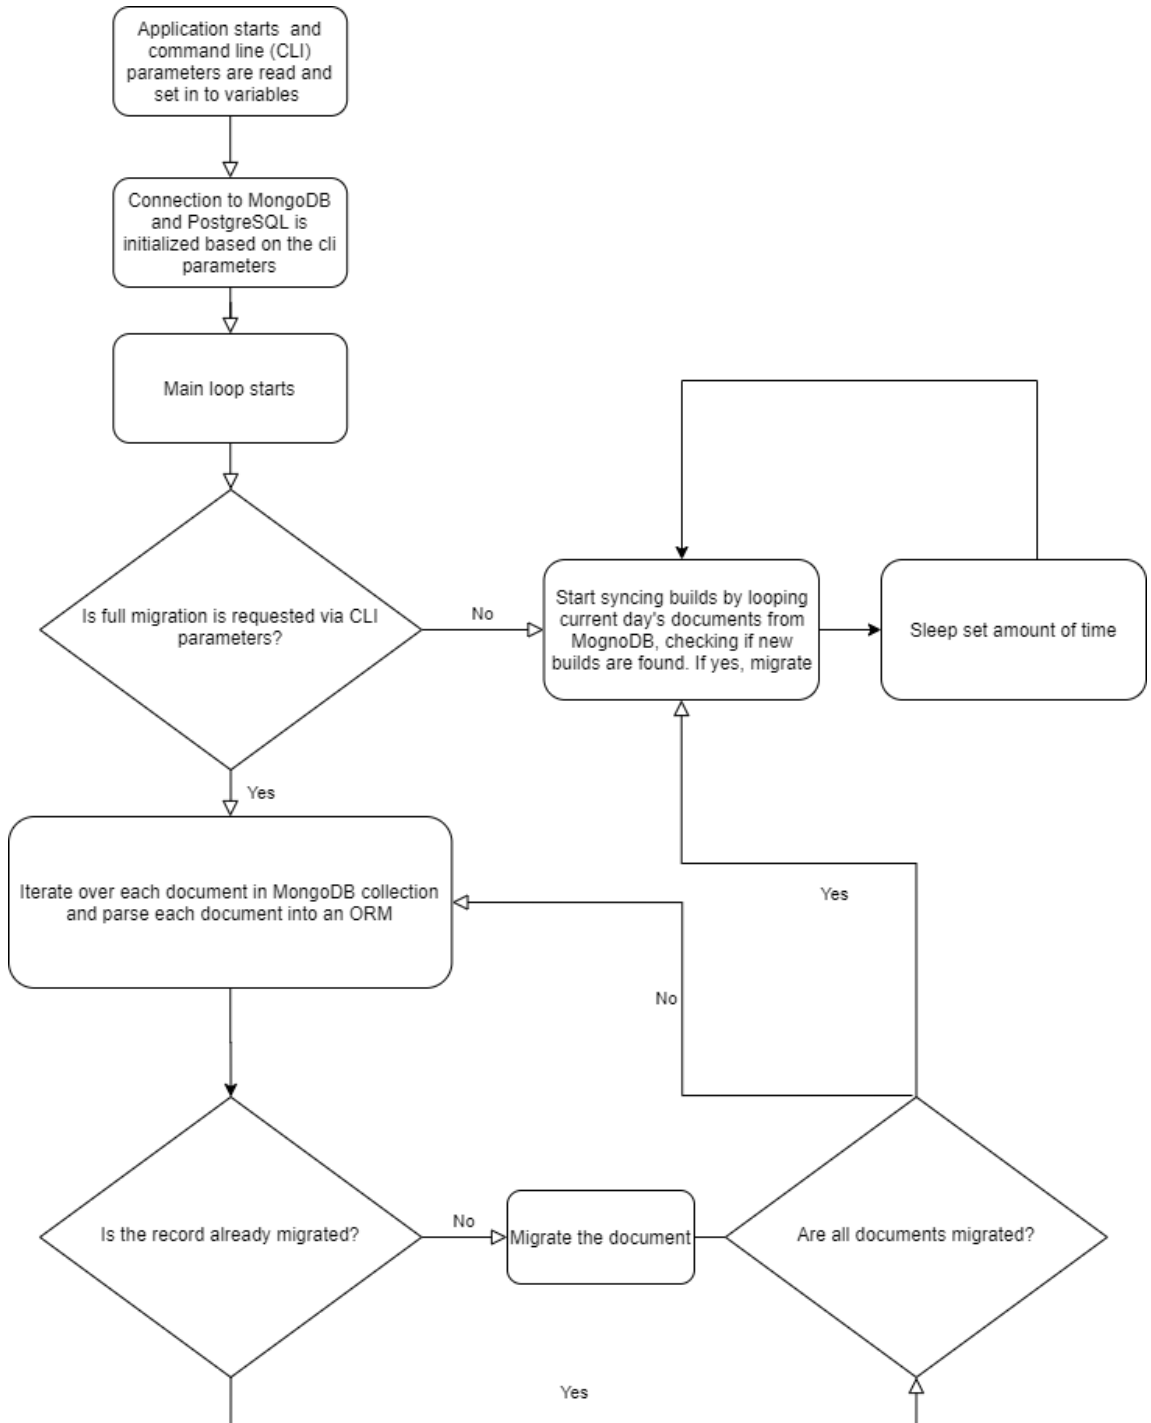 Application starts  and
command line (CLI)
parameters are read and
set in to variables
Connection to MongoDB
and PostgreSQL is
initialized based on the cli
parameters
Main loop starts
Is full migration is requested via CLI
parameters?
No
Start syncing builds by looping
current day's documents from
MognoDB, checking if new
builds are found. If yes, migrate
Sleep set amount of time
Yes
Iterate over each document in MongoDB collection
and parse each document into an ORM
Yes
No
Is the record already migrated?
No
Migrate the document
Are all documents migrated?
Yes